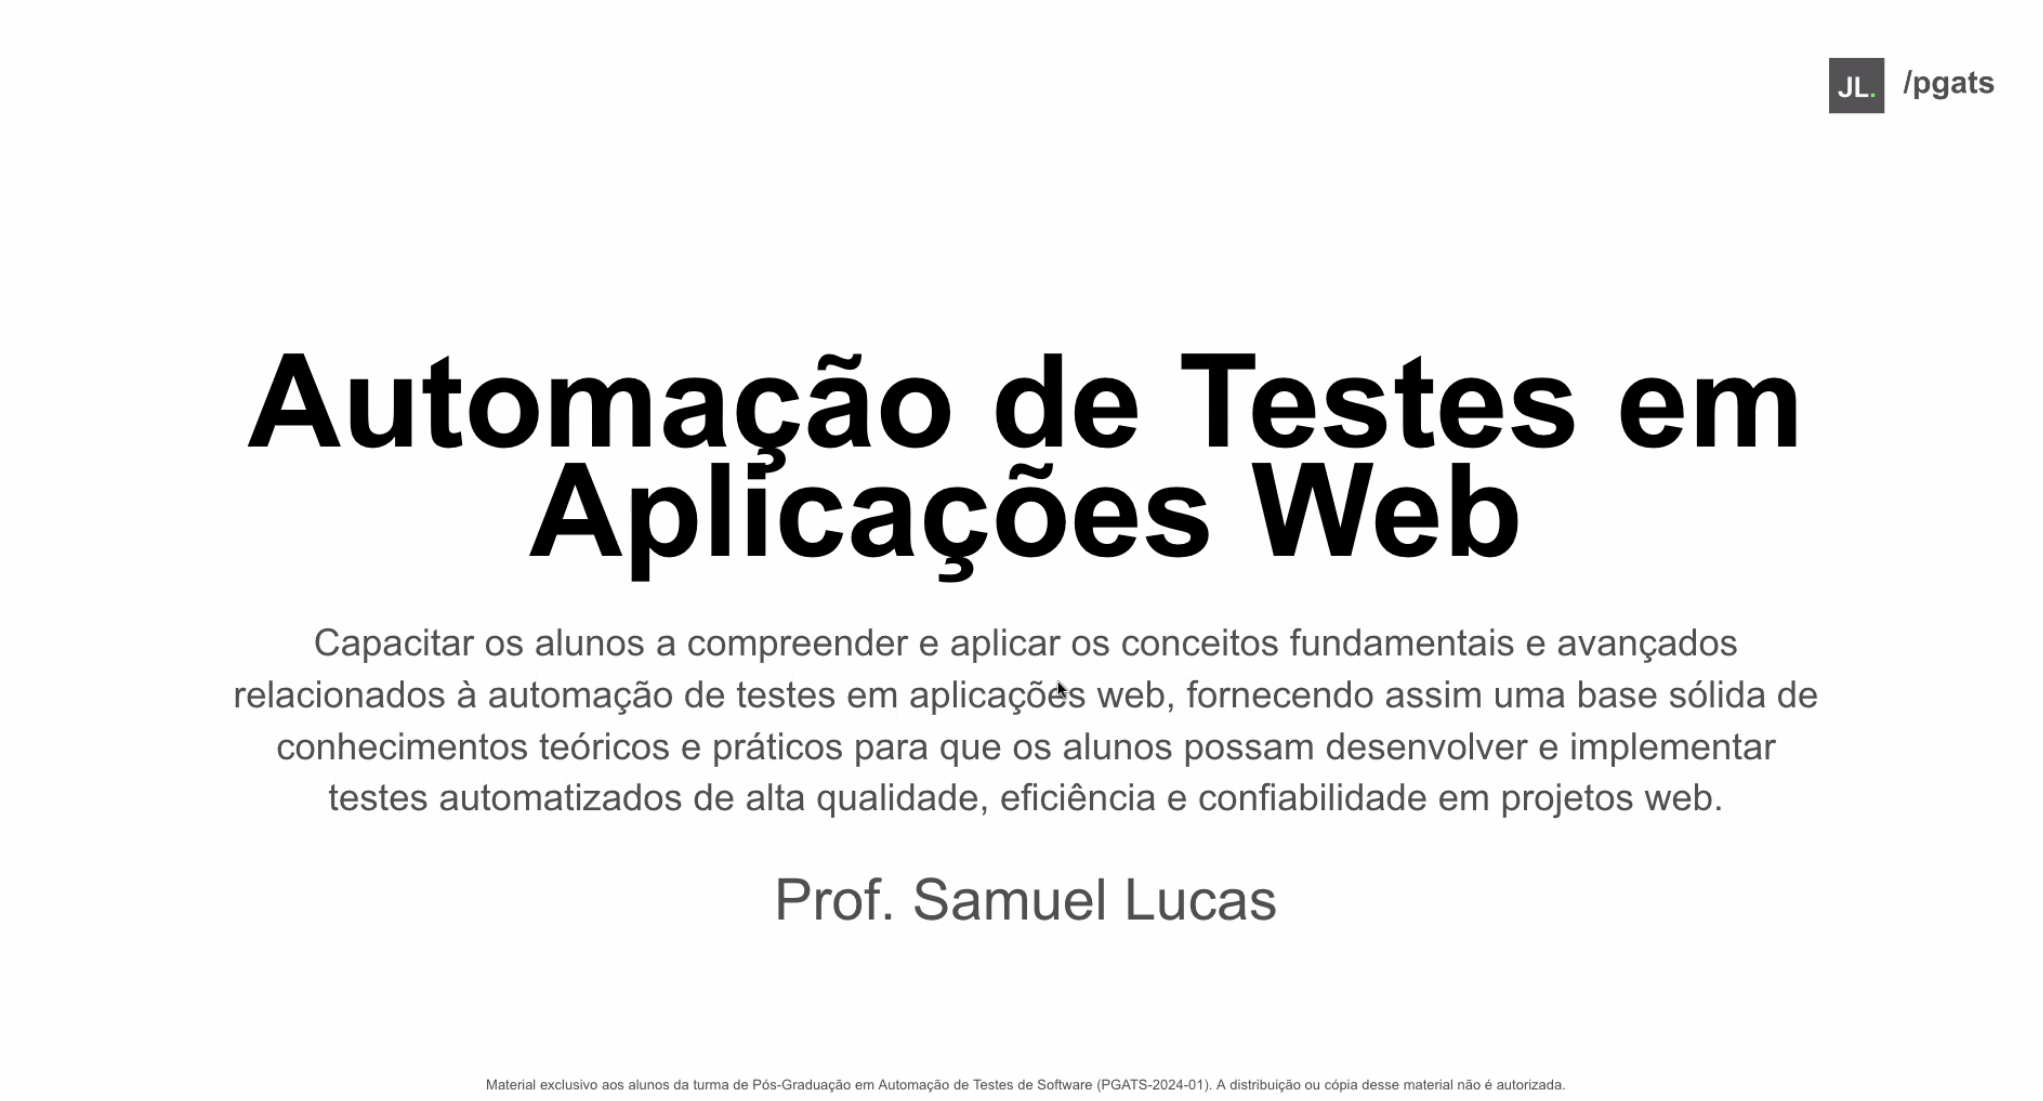 JL. /pgats
Automação de Testes em
Aplicações Web
Capacitar os alunos a compreender e aplicar os conceitos fundamentais e avançados
relacionados à automação de testes em aplicações web, fornecendo assim uma base sólida de
conhecimentos teóricos e práticos para que os alunos possam desenvolver e implementar
testes automatizados de alta qualidade, eficiência e confiabilidade em projetos web.
Prof. Samuel Lucas
Material exclusivo aos alunos da turma de Pós-Graduação em Automação de Testes de Software (PGATS-2024-01). A distribuição ou cópia desse material não é autorizada.